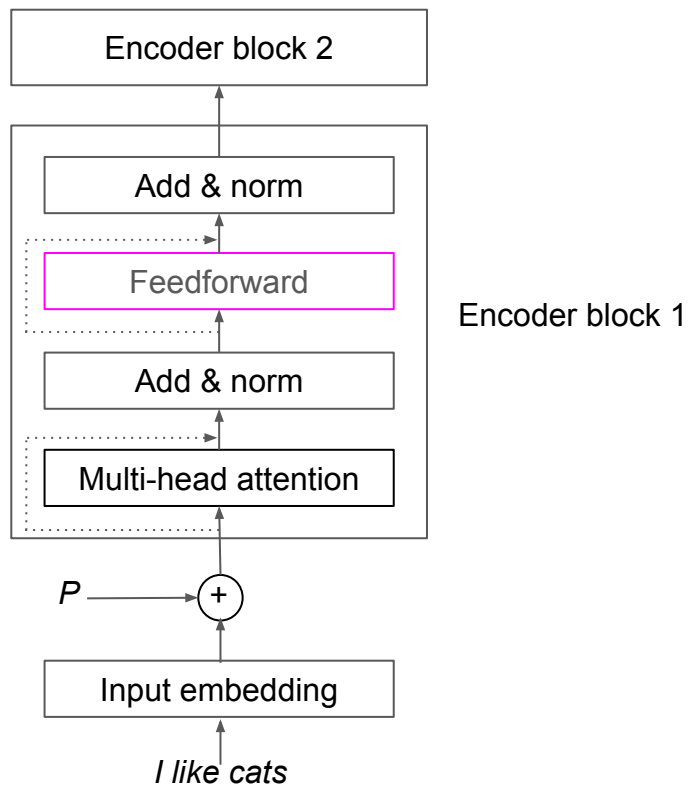 Encoder block 2
Add & norm
Feedforward
Encoder block 1
Add & norm
Multi-head attention
P
+
Input embedding
I like cats